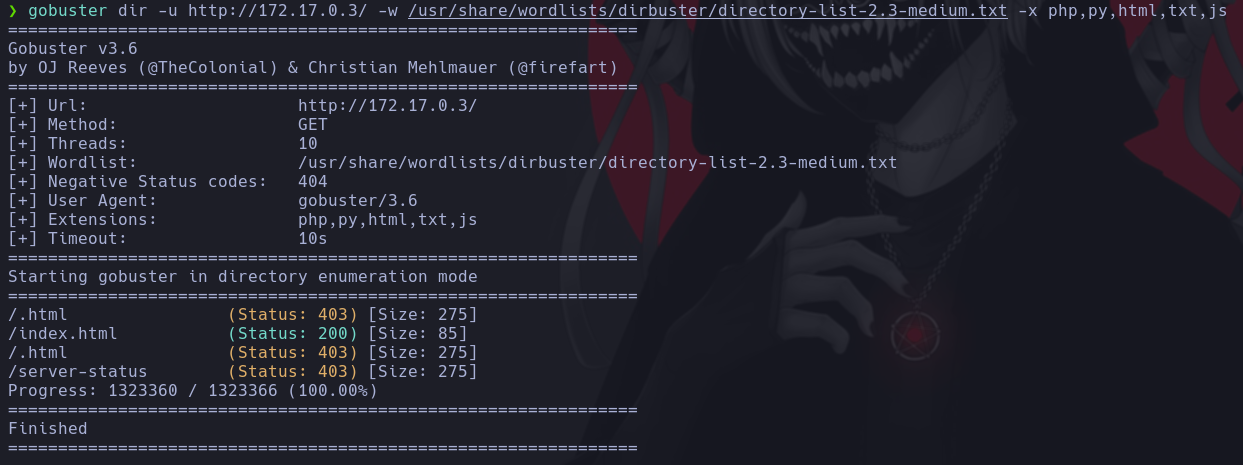 ❯ gobuster dir -u http://172.17.0.3/ -w /usr/share/wordlists/dirbuster/directory-list-2.3-medium.txt -x php,py,html,txt,js
===============================================================
Gobuster v3.6
by OJ Reeves (@TheColonial) & Christian Mehlmauer (@firefart)
===============================================================
[+] Url:                     http://172.17.0.3/
[+] Method:                  GET
[+] Threads:                 10
[+] Wordlist:                /usr/share/wordlists/dirbuster/directory-list-2.3-medium.txt
[+] Negative Status codes:   404
[+] User Agent:              gobuster/3.6
[+] Extensions:              php,py,html,txt,js
[+] Timeout:                 10s
===============================================================
Starting gobuster in directory enumeration mode
===============================================================
/.html                (Status: 403) [Size: 275]
/index.html           (Status: 200) [Size: 85]
/.html                (Status: 403) [Size: 275]
/server-status        (Status: 403) [Size: 275]
Progress: 1323360 / 1323366 (100.00%)
===============================================================
Finished
===============================================================